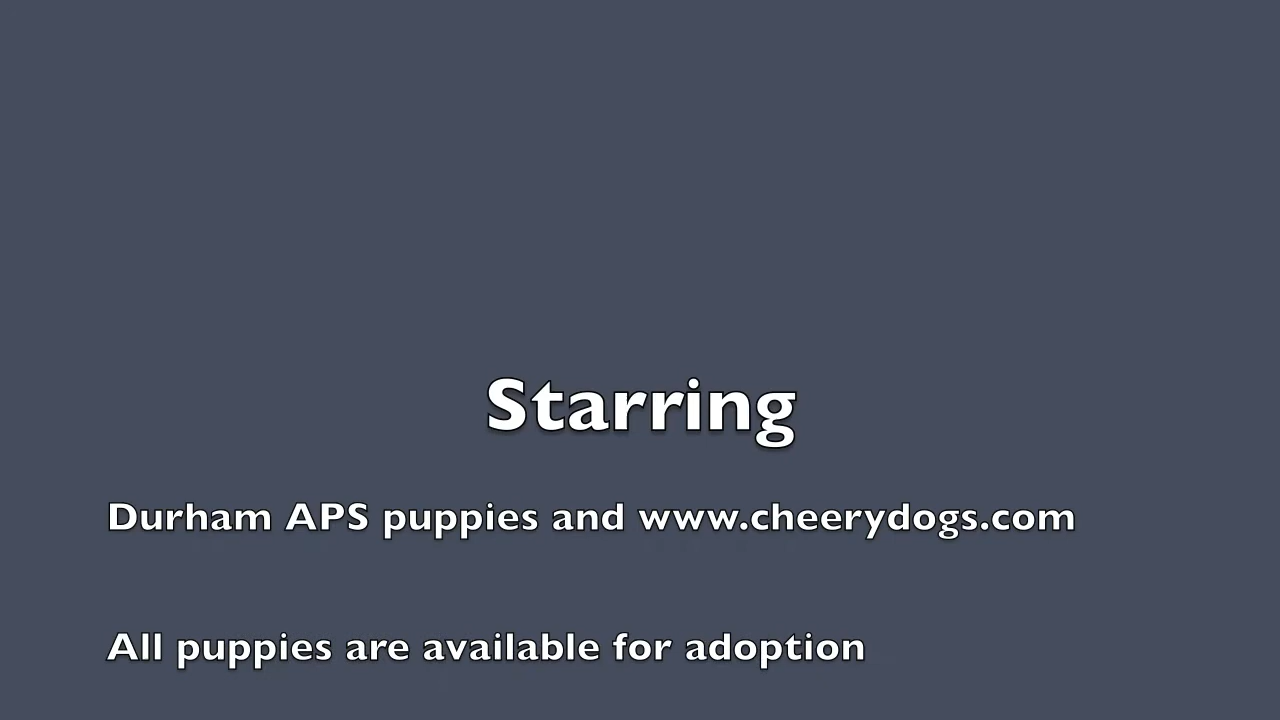 Starring
Durham APS puppies and www.cheerydogs.com
All puppies are available for adoption